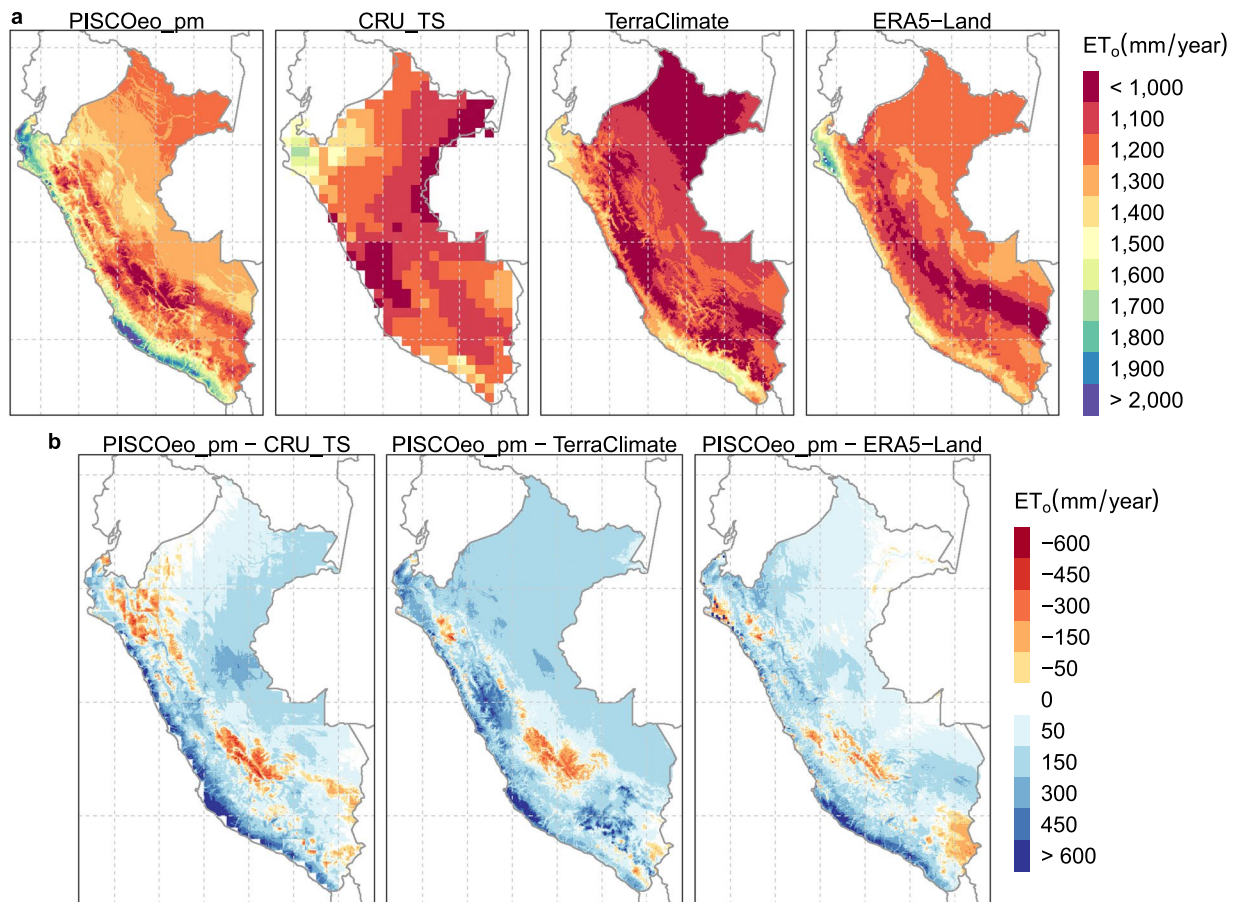 a
PISCOeo_pm
CRU_TS
TerraClimate
ERA5−Land
ETo(mm/year)
< 1,000
1,100
1,200
1,300
1,400
1,500
1,600
1,700
1,800
1,900
> 2,000
b
PISCOeo_pm − CRU_TS
PISCOeo_pm − TerraClimate
PISCOeo_pm − ERA5−Land
ETo(mm/year)
−600
−450
−300
−150
−50
0
50
150
300
450
> 600